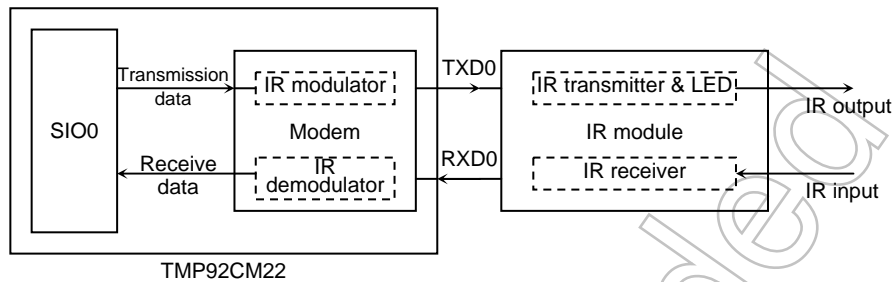 Transmission
data
IR modulator
TXD0
IR transmitter & LED
IR output
SIO0
Modem
IR module
Receive
data
IR
demodulator
RXD0
IR receiver
IR input
TMP92CM22